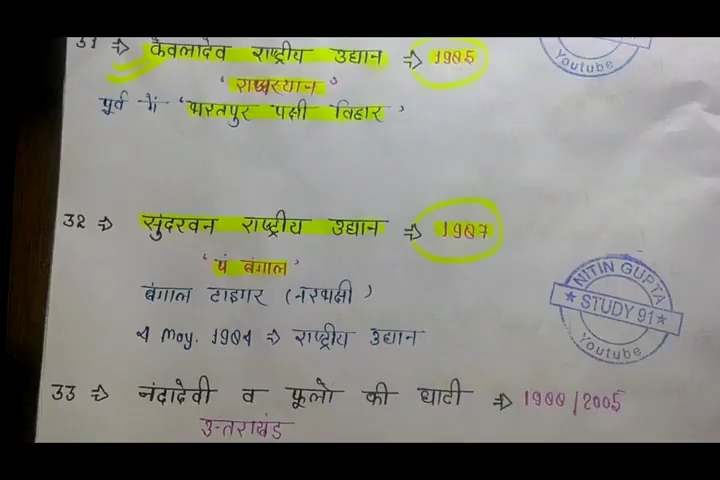 31 ⇒ केवलादेव राष्ट्रीय उद्यान ⇒ 1985
'राजस्थान'
पूर्व में 'भरतपुर पक्षी विहार'
Youtube
32 ⇒ सुंदरवन राष्ट्रीय उद्यान ⇒ 1987
'पं बंगाल'
बंगाल टाइगर (नरभक्षी)
4 May. 1984 ⇒ राष्ट्रीय उद्यान
NITIN GUPTA
★ STUDY 91 ★
Youtube
33 ⇒ नंदादेवी व फूलो की घाटी ⇒ 1988/2005
उत्तराखंड